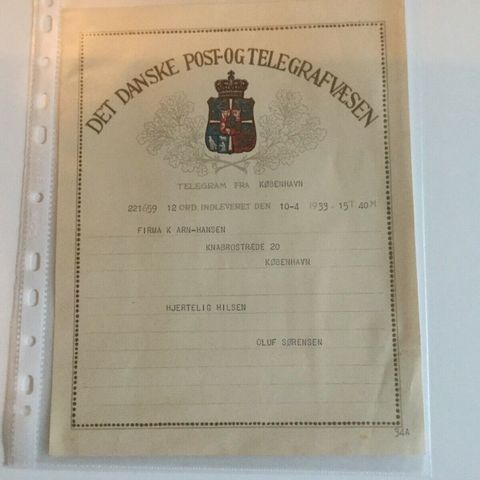 DET DANSKE POST-OG TELEGRAFVÆSEN
TELEGRAM FRA KØBENHAVN
221659 12 ORD INDLEVERET DEN 10-4 1933 - 15T 40M
FIRMA K ARN-HANSEN
KNABROSTRÆDE 20
KØBENHAVN
HJERTELIG HILSEN
OLUF SØRENSEN
34A